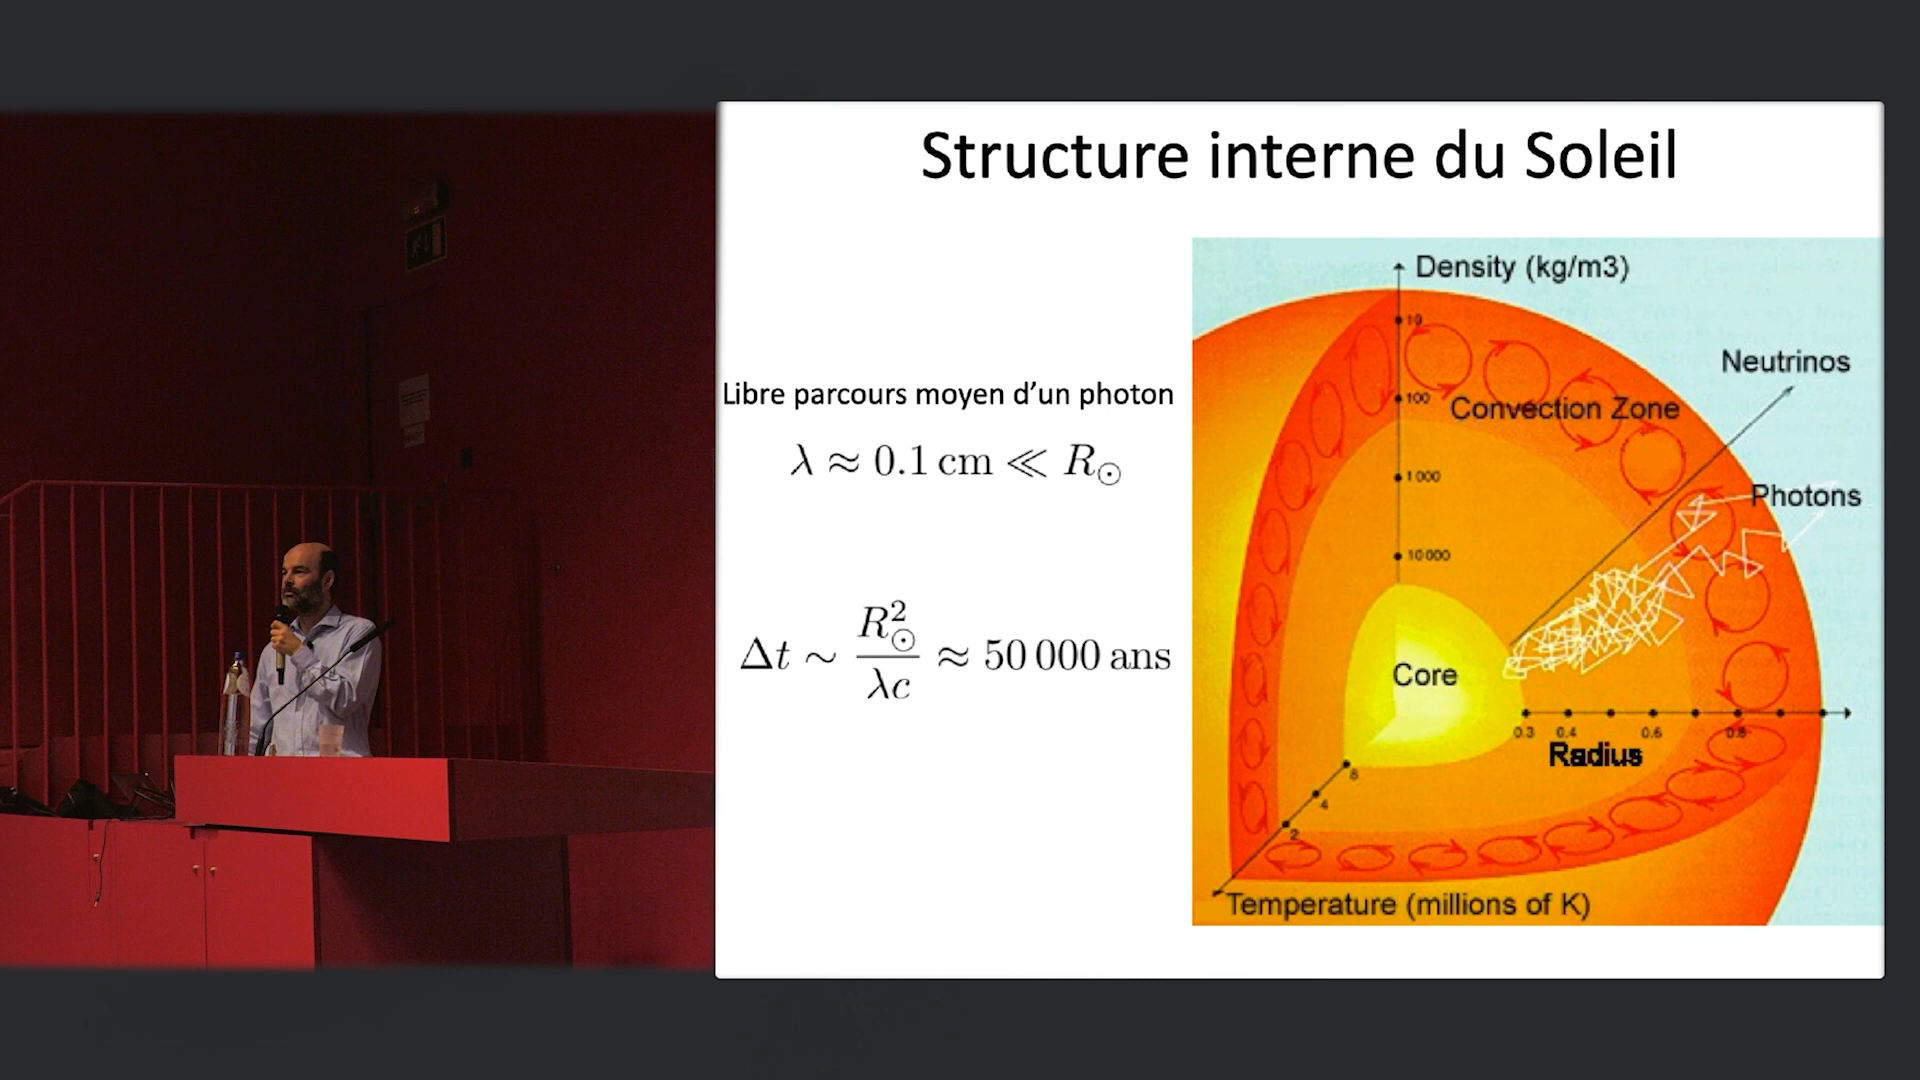 Structure interne du Soleil
Libre parcours moyen d’un photon
λ ≈ 0.1 cm ≪ R⊙
Δt ∼ R²⊙ / λc ≈ 50 000 ans
Density (kg/m3)
10
100
1 000
10 000
Neutrinos
Convection Zone
Photons
Core
0.3 0.4 0.6 0.8
Radius
8
4
2
Temperature (millions of K)